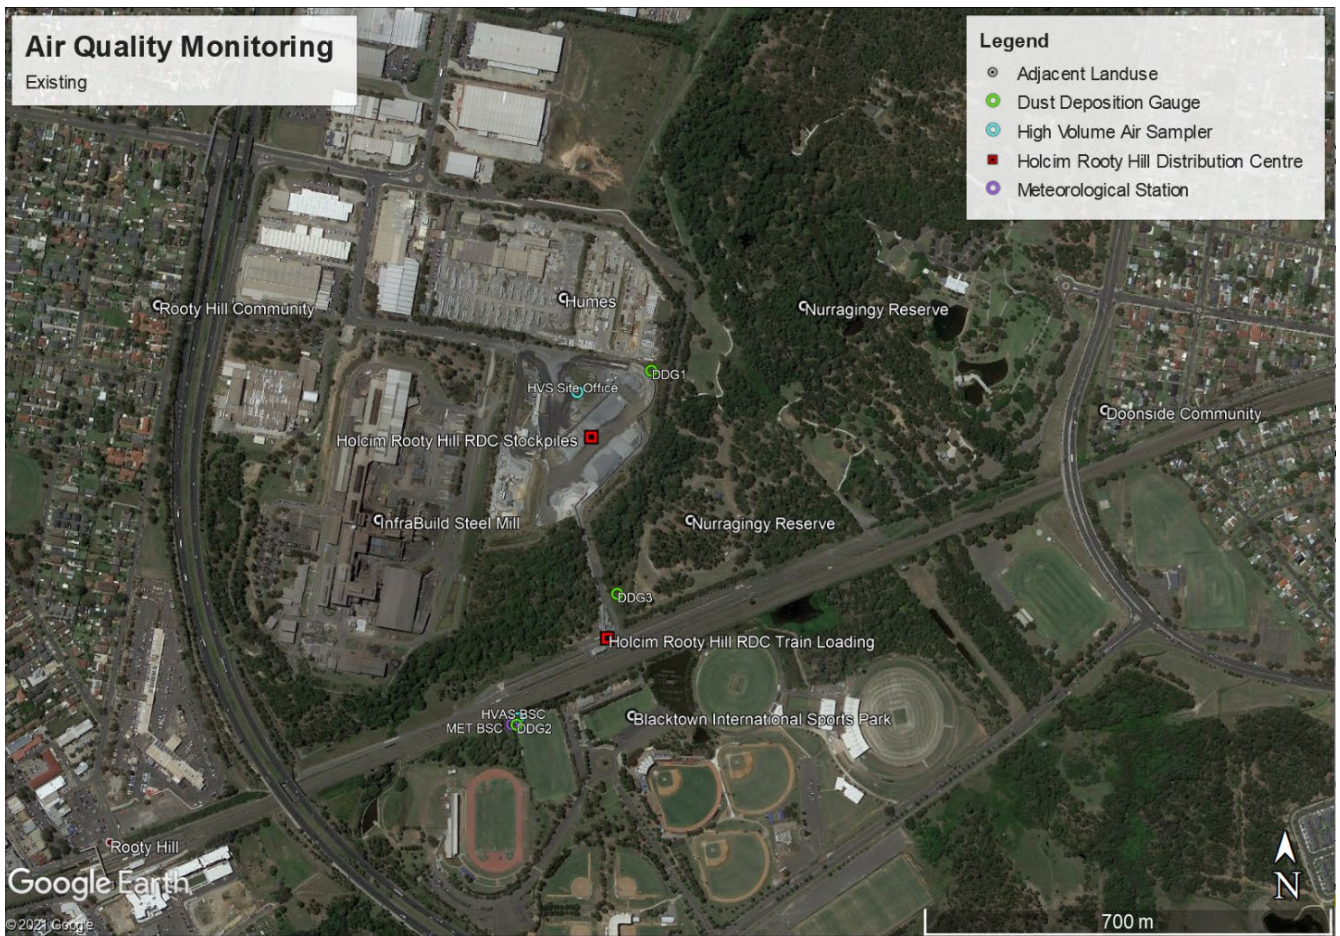 Air Quality Monitoring
Existing
Legend
Adjacent Landuse
Dust Deposition Gauge
High Volume Air Sampler
Holcim Rooty Hill Distribution Centre
Meteorological Station
Humes
Rooty Hill Community
Nurragingy Reserve
DDG1
HVS Site Office
Doonside Community
Holcim Rooty Hill RDC Stockpiles
InfraBuild Steel Mill
Nurragingy Reserve
DDG3
Holcim Rooty Hill RDC Train Loading
HVAS BSC
Blacktown International Sports Park
MET BSC
DDG2
Rooty Hill
Google Earth
© 2021 Google
N
700 m